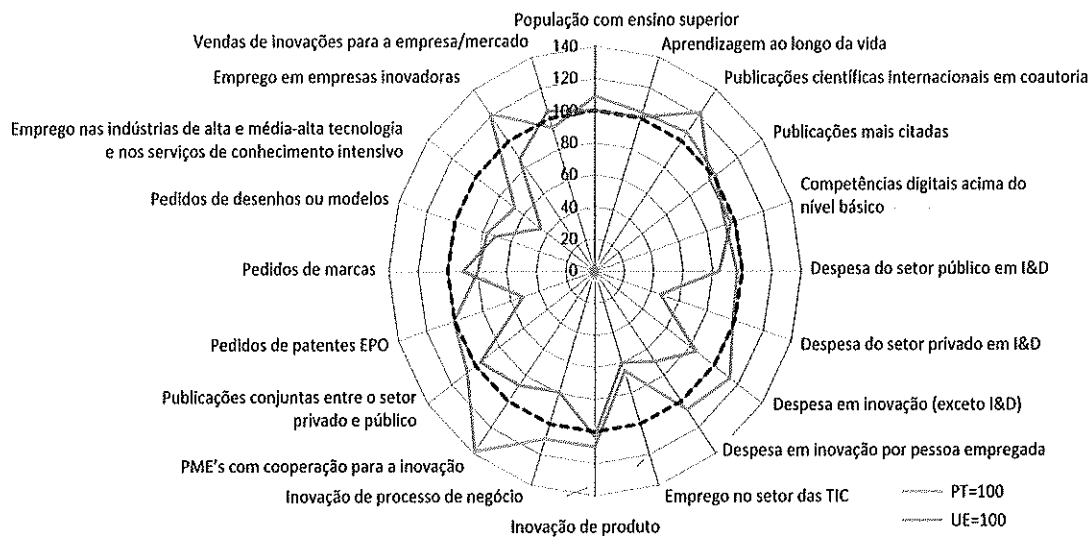 População com ensino superior
Aprendizagem ao longo da vida
Publicações científicas internacionais em coautoria
Publicações mais citadas
Competências digitais acima do
nível básico
Despesa do setor público em I&D
Despesa do setor privado em I&D
Despesa em inovação (exceto I&D)
Despesa em inovação por pessoa empregada
Emprego no setor das TIC
Inovação de produto
Inovação de processo de negócio
PME's com cooperação para a inovação
Publicações conjuntas entre o setor
privado e público
Pedidos de patentes EPO
Pedidos de marcas
Pedidos de desenhos ou modelos
Emprego nas indústrias de alta e média-alta tecnologia
e nos serviços de conhecimento intensivo
Emprego em empresas inovadoras
Vendas de inovações para a empresa/mercado
140
120
100
80
60
40
20
0
PT=100
UE=100